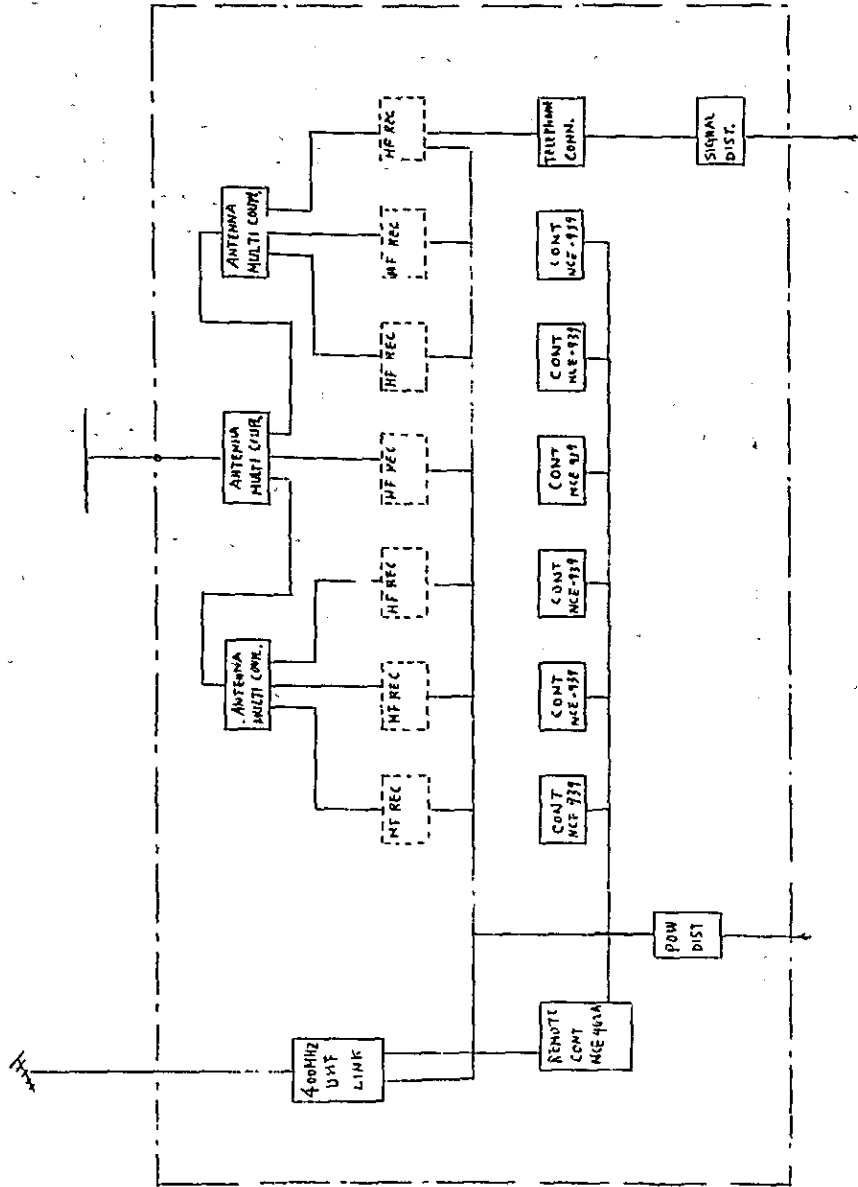 ANTENNA
MULTI COUPL.
ANTENNA
MULTI COUPL.
ANTENNA
MULTI COUPL.
HF REC
HF REC
HF REC
HF REC
HF REC
HF REC
HF REC
CONT
NCE-939
CONT
NCE-939
CONT
NCE-939
CONT
NCE-939
CONT
NCE-939
CONT
NCE-939
TELEPHON
CONN.
SIGNAL
DIST.
400MHZ
UHF
LINK
REMOTE
CONT
NCE-462A
POW
DIST